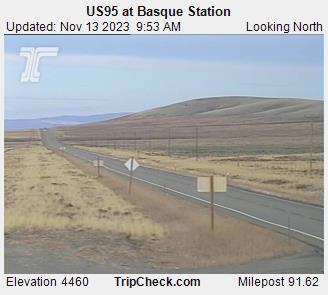 US95 at Basque Station
Updated: Nov 13 2023 9:53 AM Looking North
Elevation 4460 TripCheck.com Milepost 91.62